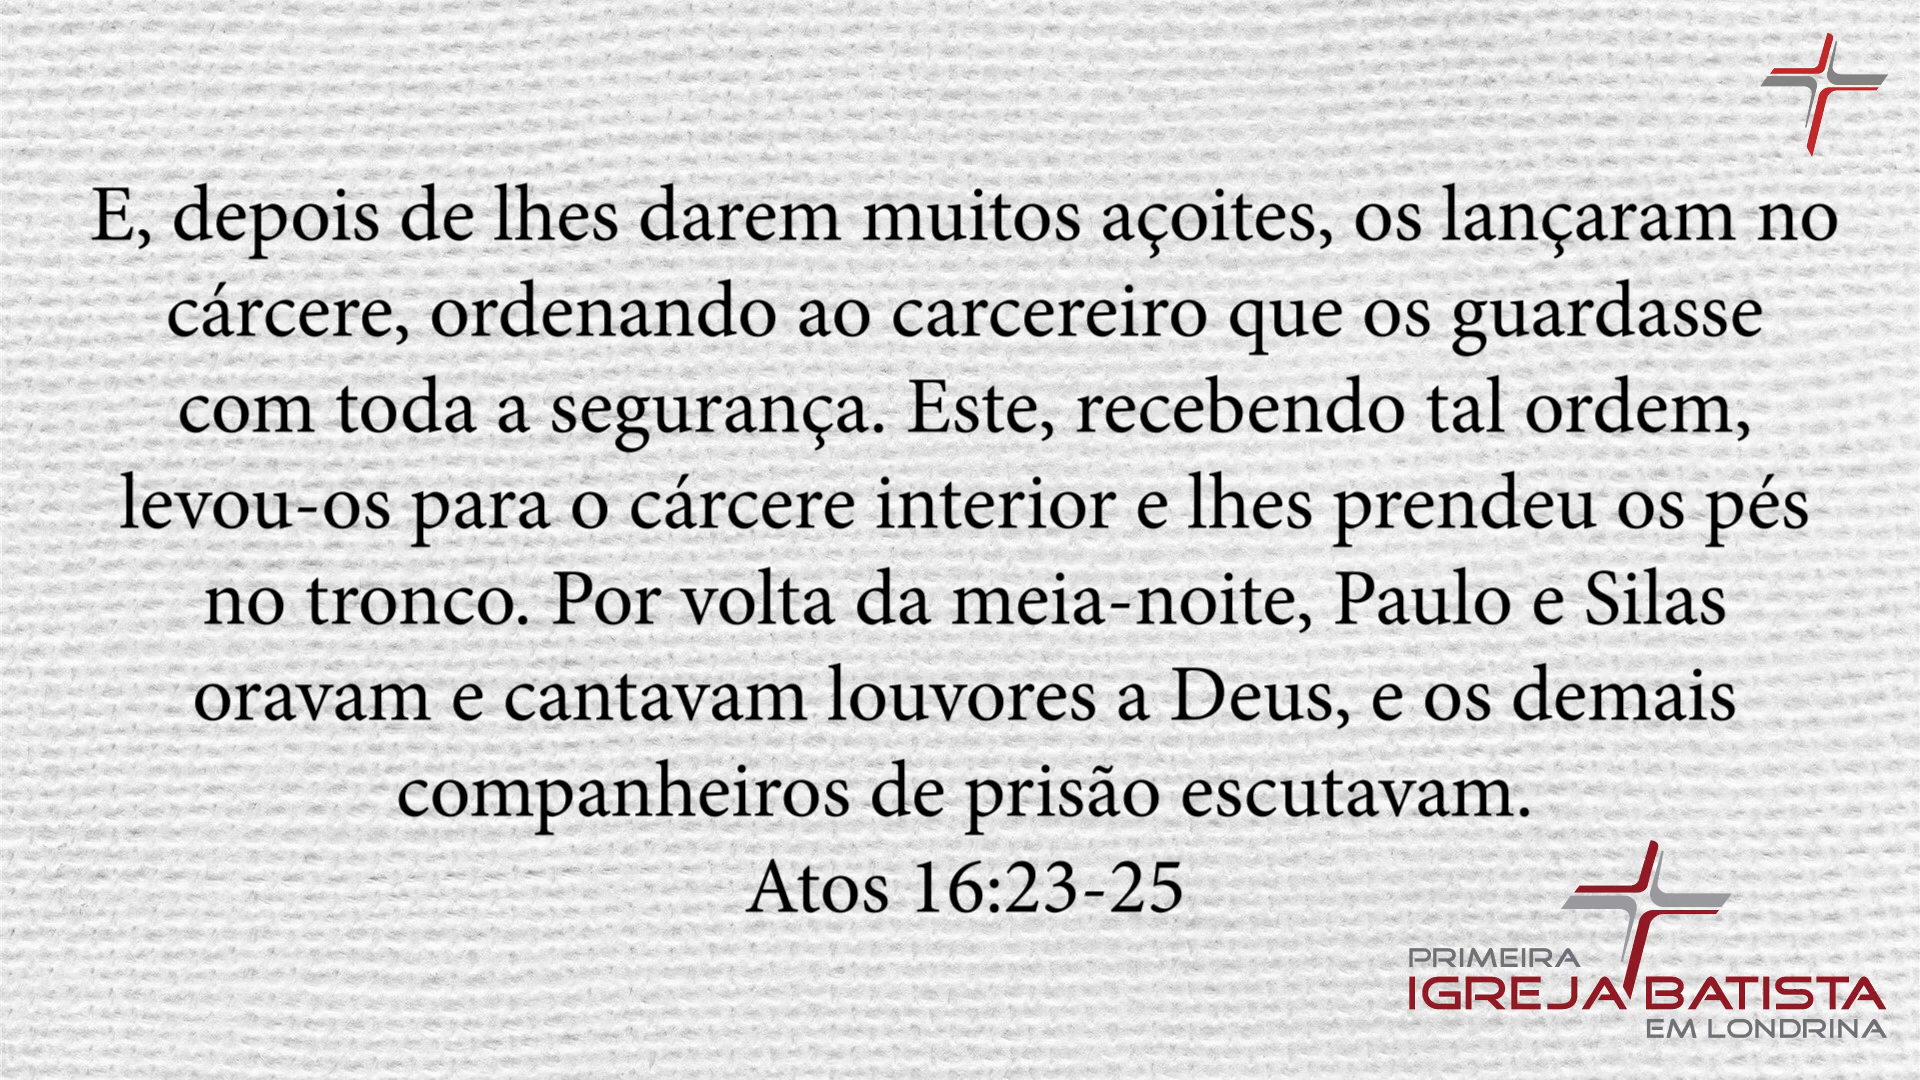 E, depois de lhes darem muitos açoites, os lançaram no
cárcere, ordenando ao carcereiro que os guardasse
com toda a segurança. Este, recebendo tal ordem,
levou-os para o cárcere interior e lhes prendeu os pés
no tronco. Por volta da meia-noite, Paulo e Silas
oravam e cantavam louvores a Deus, e os demais
companheiros de prisão escutavam.
Atos 16:23-25
PRIMEIRA
IGREJA BATISTA
EM LONDRINA